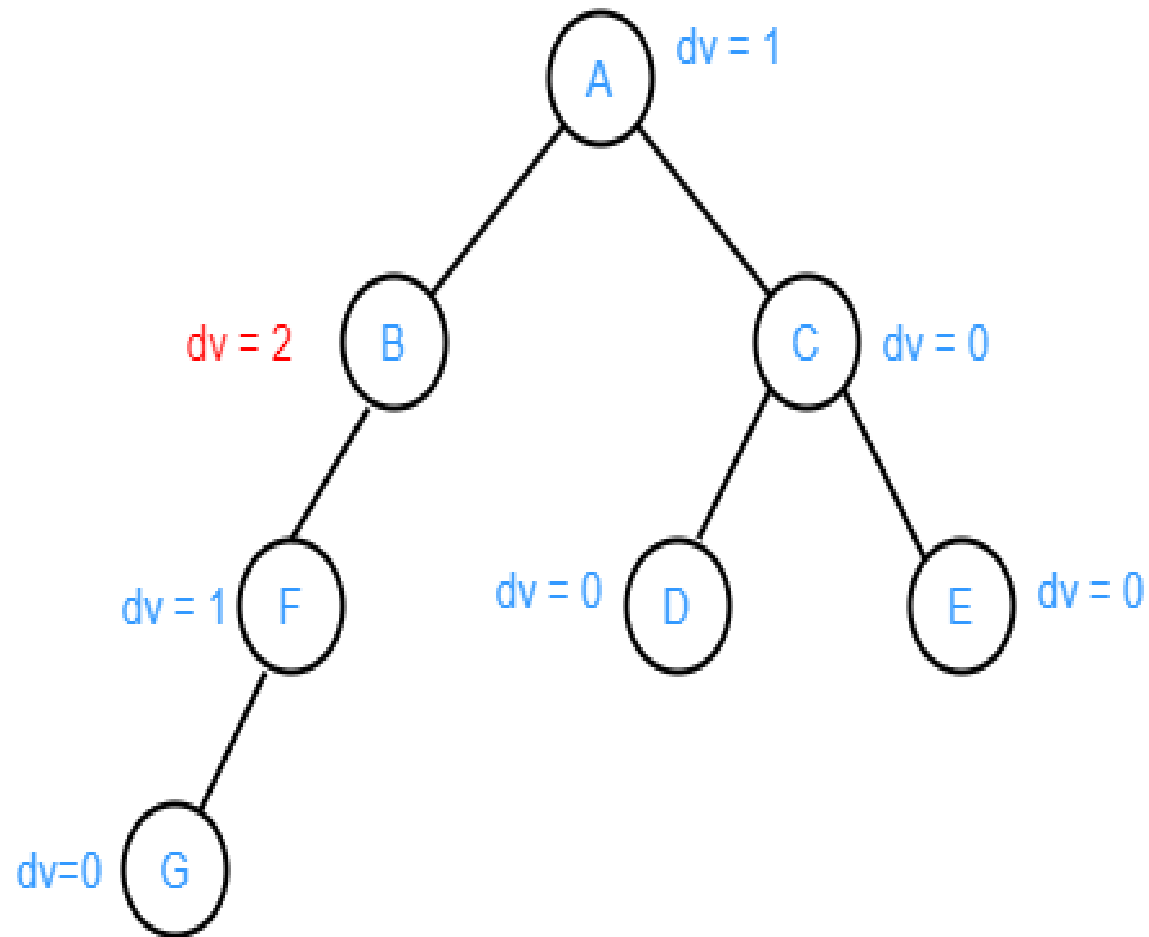 A dv = 1
dv = 2 B C dv = 0
dv = 1 F dv = 0 D E dv = 0
dv=0 G